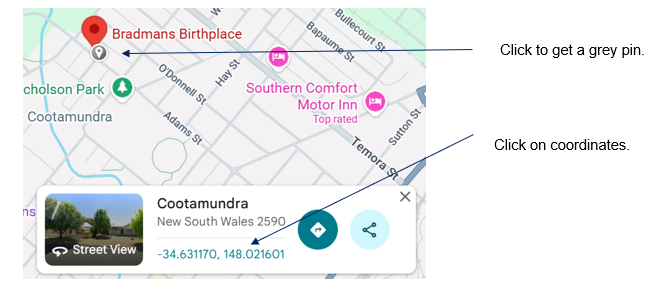 Bullecourt St
Bradmans Birthplace
Bapaume St
Click to get a grey pin.
Hay St
O'Donnell St
cholson Park
Southern Comfort
Motor Inn
Top rated
Cootamundra
Adams St
Sutton St
Temora St
Click on coordinates.
ns
Cootamundra
New South Wales 2590
Street View
-34.631170, 148.021601